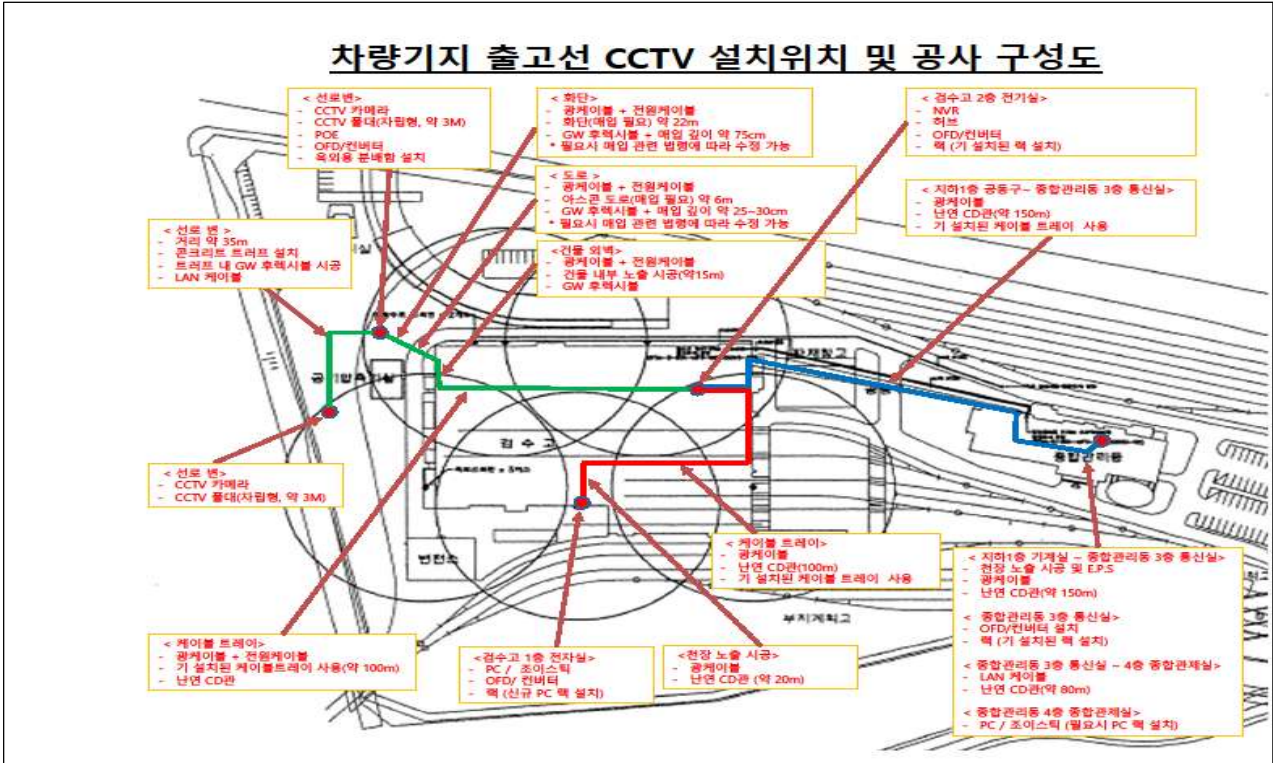 차량기지 출고선 CCTV 설치위치 및 공사 구성도
< 선로변>
- CCTV 카메라
- CCTV 폴대(자립형, 약 3M)
- POE
- OFD/컨버터
- 옥외용 분배함 설치
< 화단>
- 광케이블 + 전원케이블
- 화단(매입 필요) 약 22m
- GW 후렉시블 + 매입 깊이 약 75cm
* 필요시 매입 관련 법령에 따라 수정 가능
< 검수고 2층 전기실>
- NVR
- 허브
- OFD/컨버터
- 랙 (기 설치된 랙 설치)
< 도로 >
- 광케이블 + 전원케이블
- 아스콘 도로(매입 필요) 약 6m
- GW 후렉시블 + 매입 깊이 약 25~30cm
* 필요시 매입 관련 법령에 따라 수정 가능
< 지하1층 공동구~ 종합관리동 3층 통신실>
- 광케이블
- 난연 CD관(약 150m)
- 기 설치된 케이블 트레이 사용
< 선로 변>
- 거리 약 35m
- 콘크리트 트러프 설치
- 트러프 내 GW 후렉시블 시공
- LAN 케이블
<건물 외벽>
- 광케이블 + 전원케이블
- 건물 내부 노출 시공(약15m)
- GW 후렉시블
검 수 고
종합관리동
< 선로 변>
- CCTV 카메라
- CCTV 폴대(자립형, 약 3M)
변전소
< 케이블 트레이>
- 광케이블
- 난연 CD관(100m)
- 기 설치된 케이블 트레이 사용
부지계획고
< 케이블 트레이>
- 광케이블 + 전원케이블
- 기 설치된 케이블트레이 사용(약 100m)
- 난연 CD관
<검수고 1층 전자실>
- PC / 조이스틱
- OFD/ 컨버터
- 랙 (신규 PC 랙 설치)
<천장 노출 시공>
- 광케이블
- 난연 CD관 (약 20m)
< 지하1층 기계실 ~ 종합관리동 3층 통신실>
- 천장 노출 시공 및 E.P.S
- 광케이블
- 난연 CD관(약 150m)
< 종합관리동 3층 통신실>
- OFD/컨버터 설치
- 랙 (기 설치된 랙 설치)
< 종합관리동 3층 통신실 ~ 4층 종합관제실>
- LAN 케이블
- 난연 CD관(약 80m)
< 종합관리동 4층 종합관제실>
- PC / 조이스틱 (필요시 PC 랙 설치)